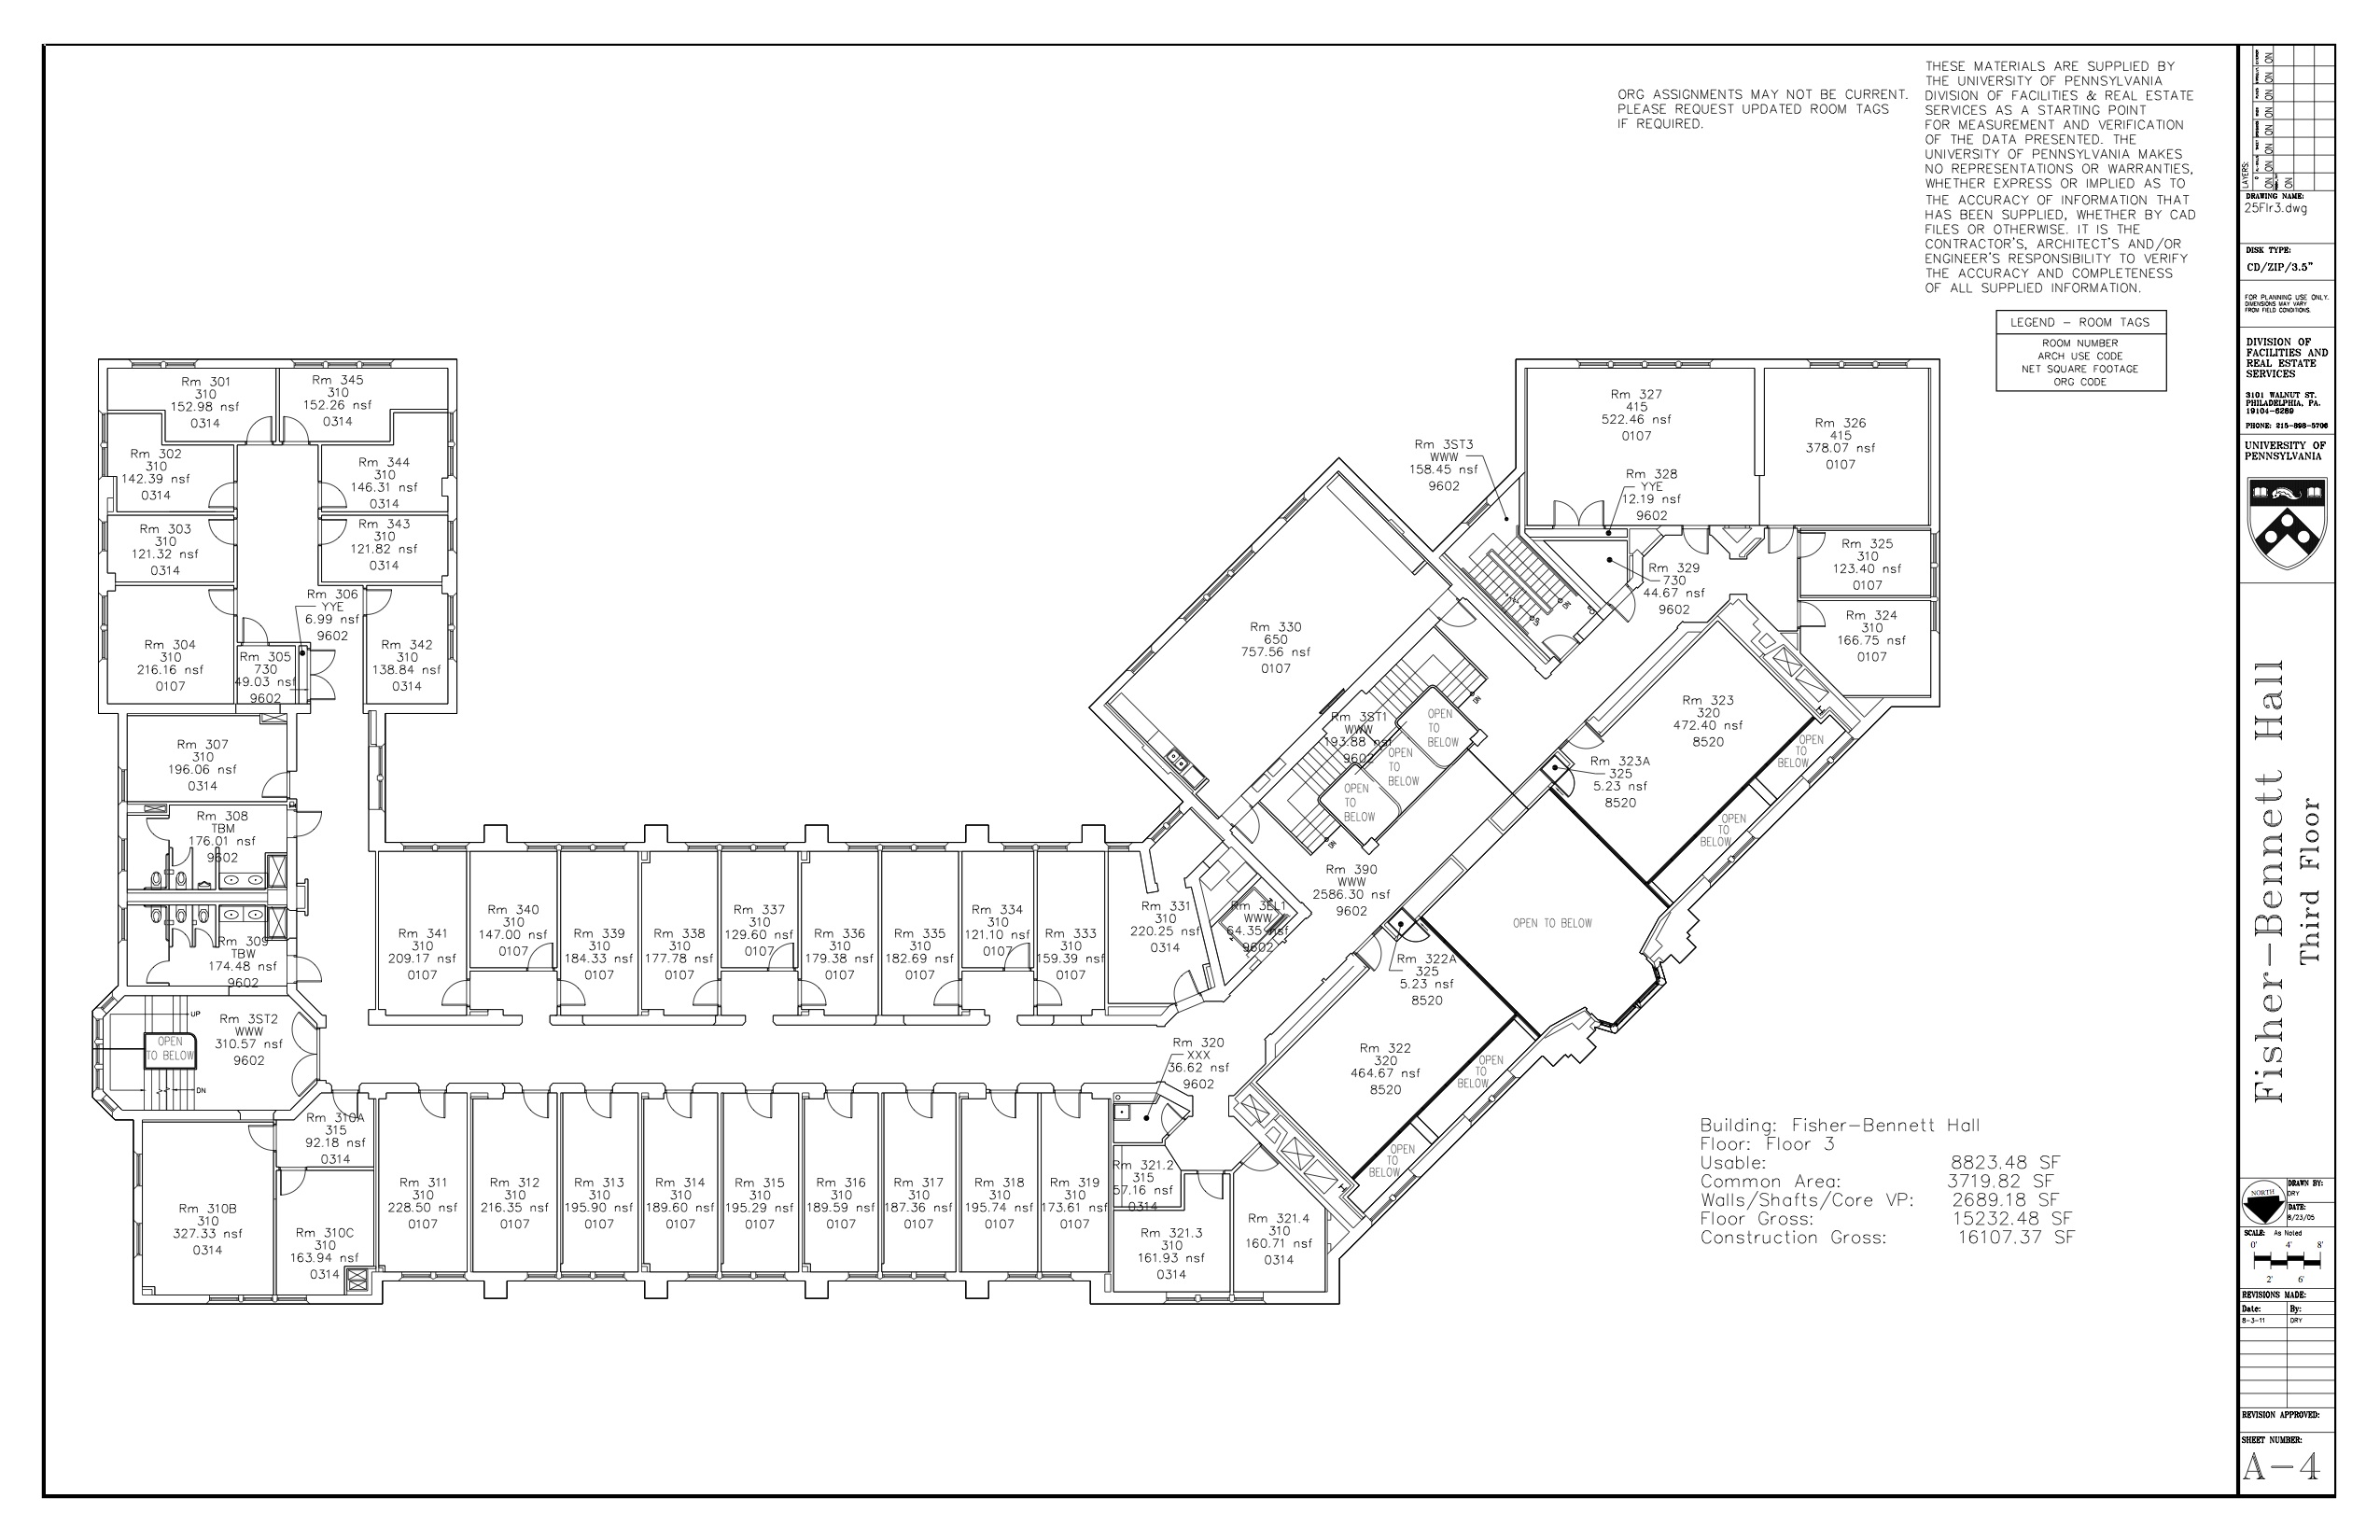 ORG ASSIGNMENTS MAY NOT BE CURRENT.
PLEASE REQUEST UPDATED ROOM TAGS
IF REQUIRED.
THESE MATERIALS ARE SUPPLIED BY
THE UNIVERSITY OF PENNSYLVANIA
DIVISION OF FACILITIES & REAL ESTATE
SERVICES AS A STARTING POINT
FOR MEASUREMENT AND VERIFICATION
OF THE DATA PRESENTED. THE
UNIVERSITY OF PENNSYLVANIA MAKES
NO REPRESENTATIONS OR WARRANTIES,
WHETHER EXPRESS OR IMPLIED AS TO
THE ACCURACY OF INFORMATION THAT
HAS BEEN SUPPLIED, WHETHER BY CAD
FILES OR OTHERWISE. IT IS THE
CONTRACTOR'S, ARCHITECT'S AND/OR
ENGINEER'S RESPONSIBILITY TO VERIFY
THE ACCURACY AND COMPLETENESS
OF ALL SUPPLIED INFORMATION.
LEGEND - ROOM TAGS
ROOM NUMBER
ARCH USE CODE
NET SQUARE FOOTAGE
ORG CODE
Rm 301
310
152.98 nsf
0314
Rm 345
310
152.26 nsf
0314
Rm 302
310
142.39 nsf
0314
Rm 344
310
146.31 nsf
0314
Rm 303
310
121.32 nsf
0314
Rm 343
310
121.82 nsf
0314
Rm 306
YYE
6.99 nsf
9602
Rm 304
310
216.16 nsf
0107
Rm 305
730
49.03 nsf
9602
Rm 342
310
138.84 nsf
0314
Rm 307
310
196.06 nsf
0314
Rm 308
TBM
176.01 nsf
9602
Rm 309
TBW
174.48 nsf
9602
UP
Rm 3ST2
WWW
310.57 nsf
9602
OPEN
TO BELOW
DN
Rm 310A
315
92.18 nsf
0314
Rm 310B
310
327.33 nsf
0314
Rm 310C
310
163.94 nsf
0314
Rm 341
310
209.17 nsf
0107
Rm 340
310
147.00 nsf
0107
Rm 339
310
184.33 nsf
0107
Rm 338
310
177.78 nsf
0107
Rm 337
310
129.60 nsf
0107
Rm 336
310
179.38 nsf
0107
Rm 335
310
182.69 nsf
0107
Rm 334
310
121.10 nsf
0107
Rm 333
310
159.39 nsf
0107
Rm 331
310
220.25 nsf
0314
Rm 3EL1
WWW
64.35 nsf
9602
Rm 311
310
228.50 nsf
0107
Rm 312
310
216.35 nsf
0107
Rm 313
310
195.90 nsf
0107
Rm 314
310
189.60 nsf
0107
Rm 315
310
195.29 nsf
0107
Rm 316
310
189.59 nsf
0107
Rm 317
310
187.36 nsf
0107
Rm 318
310
195.74 nsf
0107
Rm 319
310
173.61 nsf
0107
Rm 320
XXX
36.62 nsf
9602
Rm 321.2
315
57.16 nsf
0314
Rm 321.3
310
161.93 nsf
0314
Rm 321.4
310
160.71 nsf
0314
Rm 322
320
464.67 nsf
8520
Rm 322A
325
5.23 nsf
8520
OPEN
TO
BELOW
OPEN
TO
BELOW
OPEN TO BELOW
Rm 390
WWW
2586.30 nsf
9602
Rm 330
650
757.56 nsf
0107
Rm 3ST1
WWW
193.88 nsf
9602
OPEN
TO
BELOW
OPEN
TO
BELOW
OPEN
TO
BELOW
DN
DN
Rm 3ST3
WWW
158.45 nsf
9602
DN
Rm 327
415
522.46 nsf
0107
Rm 326
415
378.07 nsf
0107
Rm 328
YYE
12.19 nsf
9602
Rm 329
730
44.67 nsf
9602
Rm 325
310
123.40 nsf
0107
Rm 324
310
166.75 nsf
0107
Rm 323
320
472.40 nsf
8520
Rm 323A
325
5.23 nsf
8520
OPEN
TO
BELOW
OPEN
TO
BELOW
Building: Fisher-Bennett Hall
Floor: Floor 3
Usable: 8823.48 SF
Common Area: 3719.82 SF
Walls/Shafts/Core VP: 2689.18 SF
Floor Gross: 15232.48 SF
Construction Gross: 16107.37 SF
LAYERS:
ON ON ON ON ON ON ON
ON
DRAWING NAME:
25Flr3.dwg
DISK TYPE:
CD/ZIP/3.5"
FOR PLANNING USE ONLY.
DIMENSIONS MAY VARY
FROM FIELD CONDITIONS.
DIVISION OF
FACILITIES AND
REAL ESTATE
SERVICES
3101 WALNUT ST.
PHILADELPHIA, PA.
19104-6289
PHONE: 215-898-5706
UNIVERSITY OF
PENNSYLVANIA
Fisher-Bennett Hall
Third Floor
NORTH
DRAWN BY:
DRY
DATE:
8/23/05
SCALE: As Noted
0' 4' 8'
2' 6'
REVISIONS MADE:
Date: By:
8-3-11 DRY
REVISION APPROVED:
SHEET NUMBER:
A-4